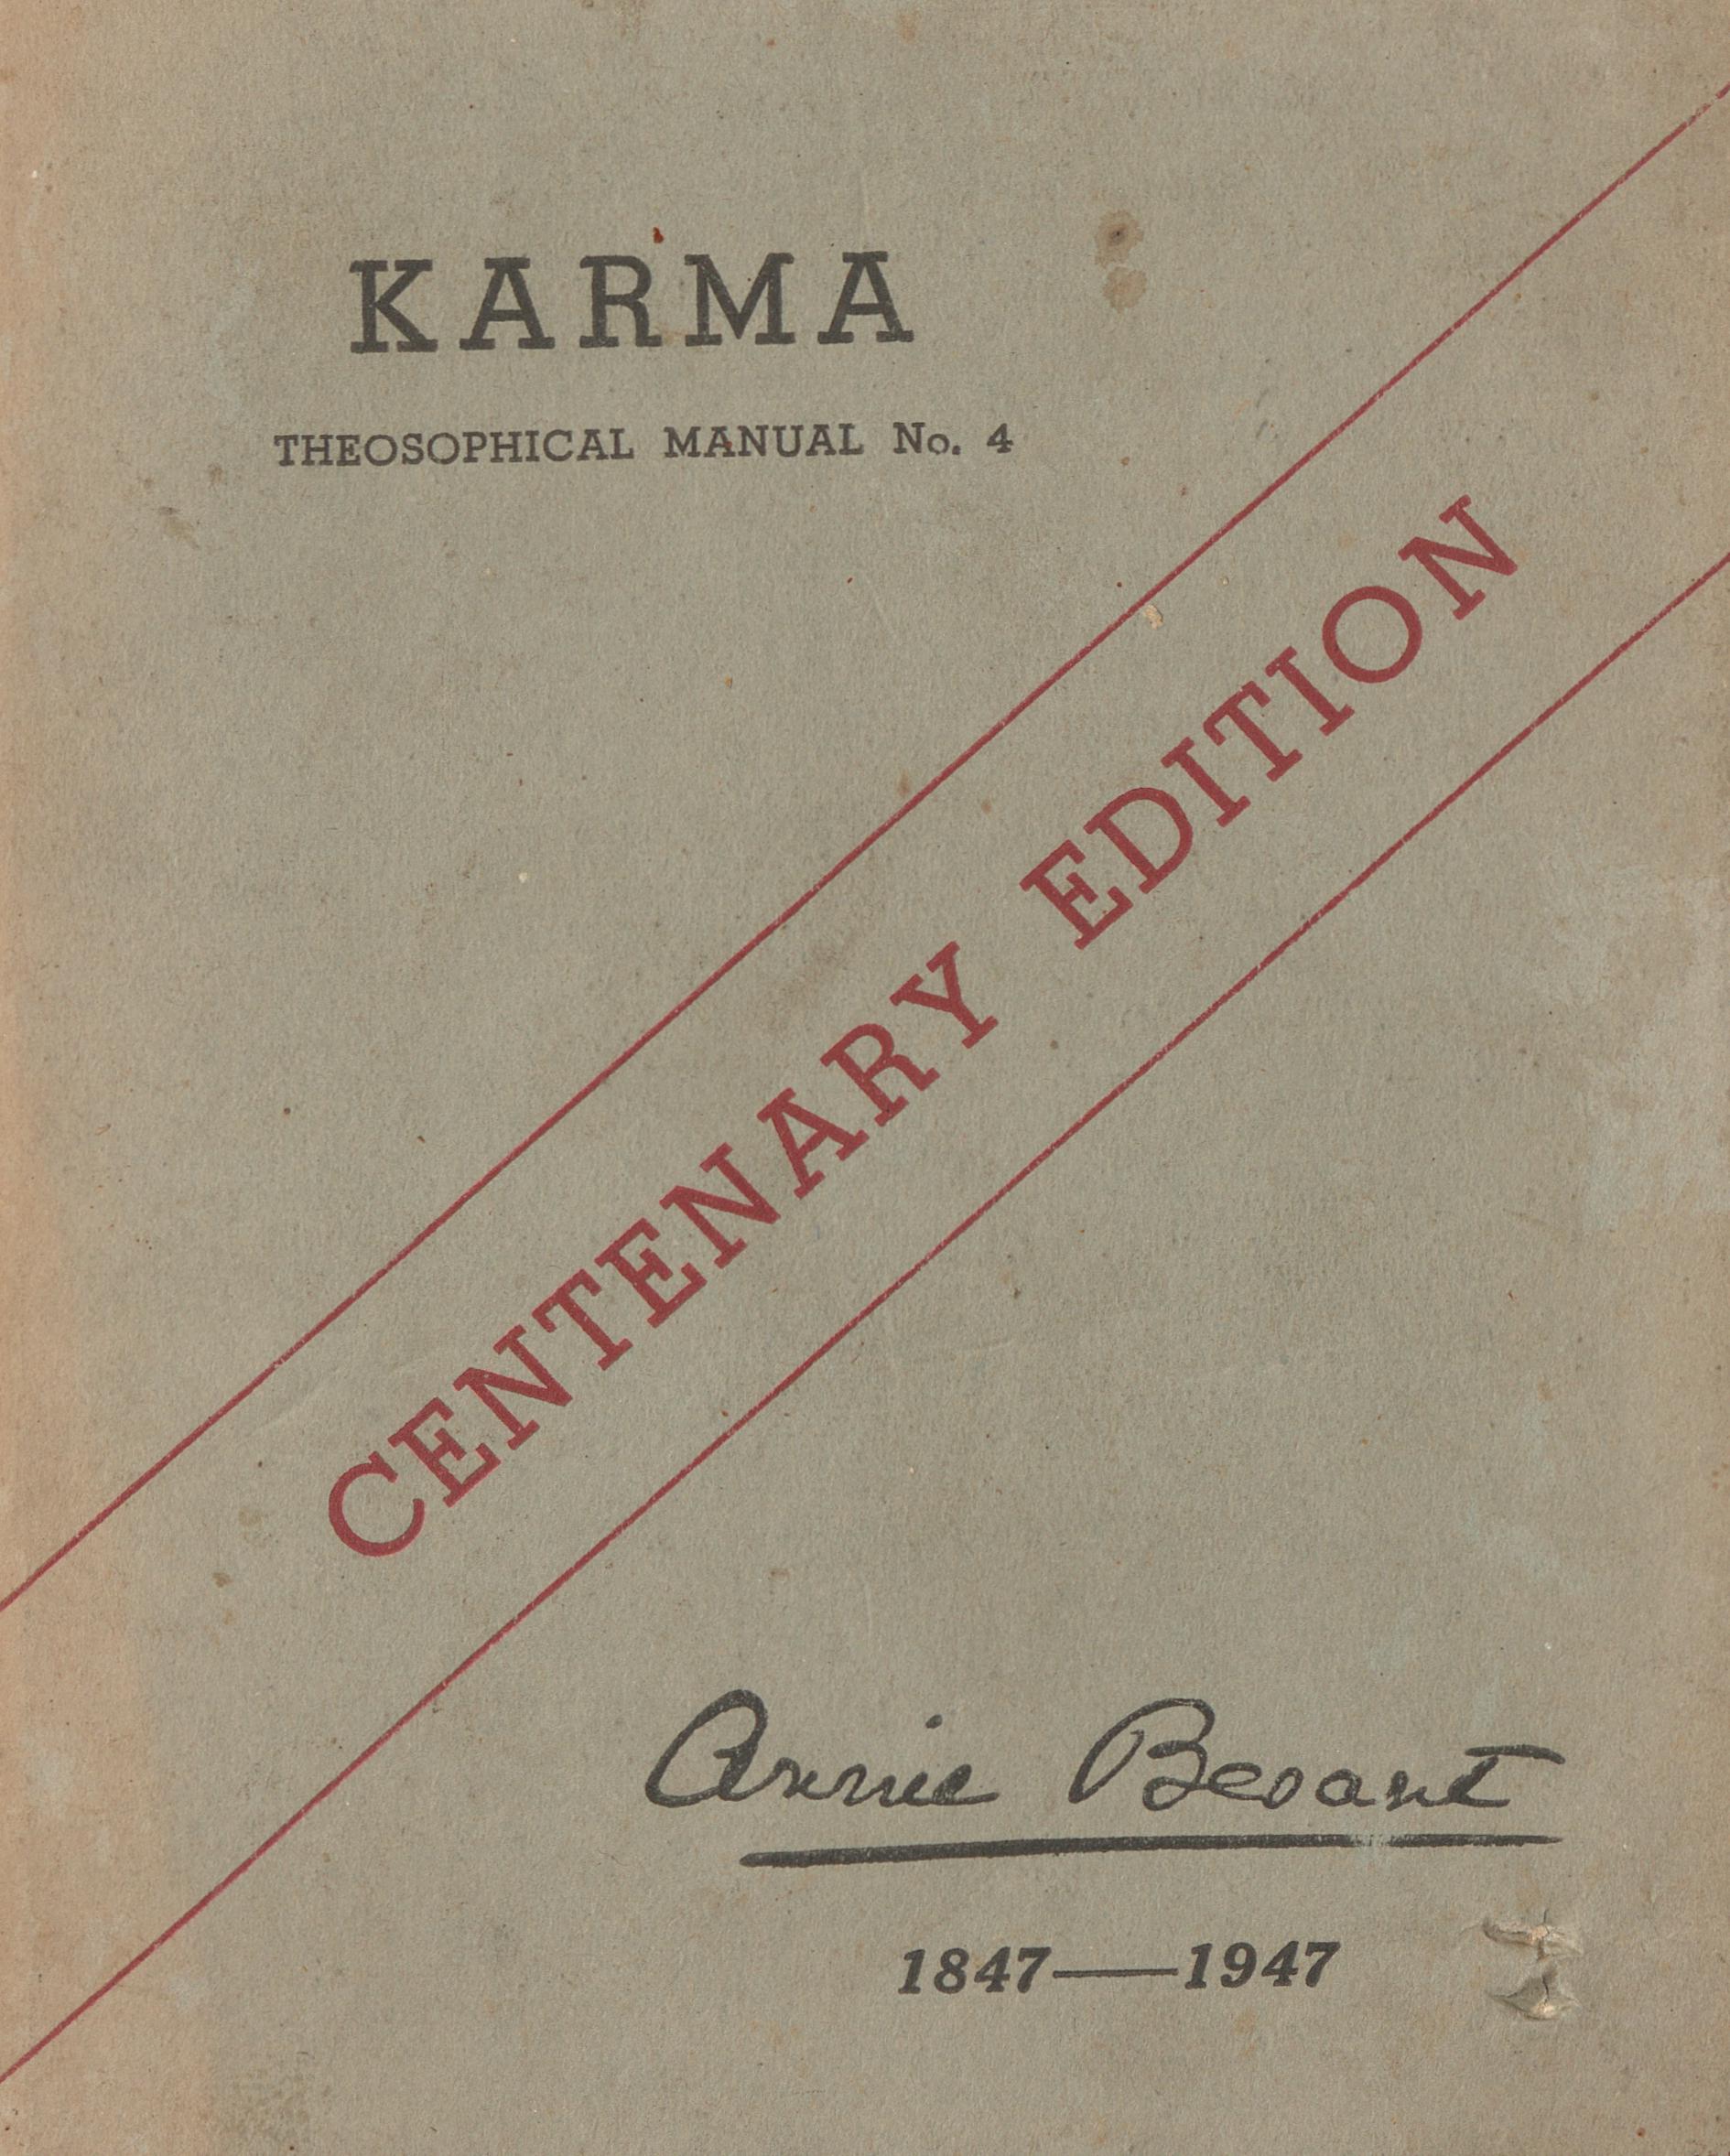 KARMA
THEOSOPHICAL MANUAL No. 4
CENTENARY EDITION
Annie Besant
1847—1947